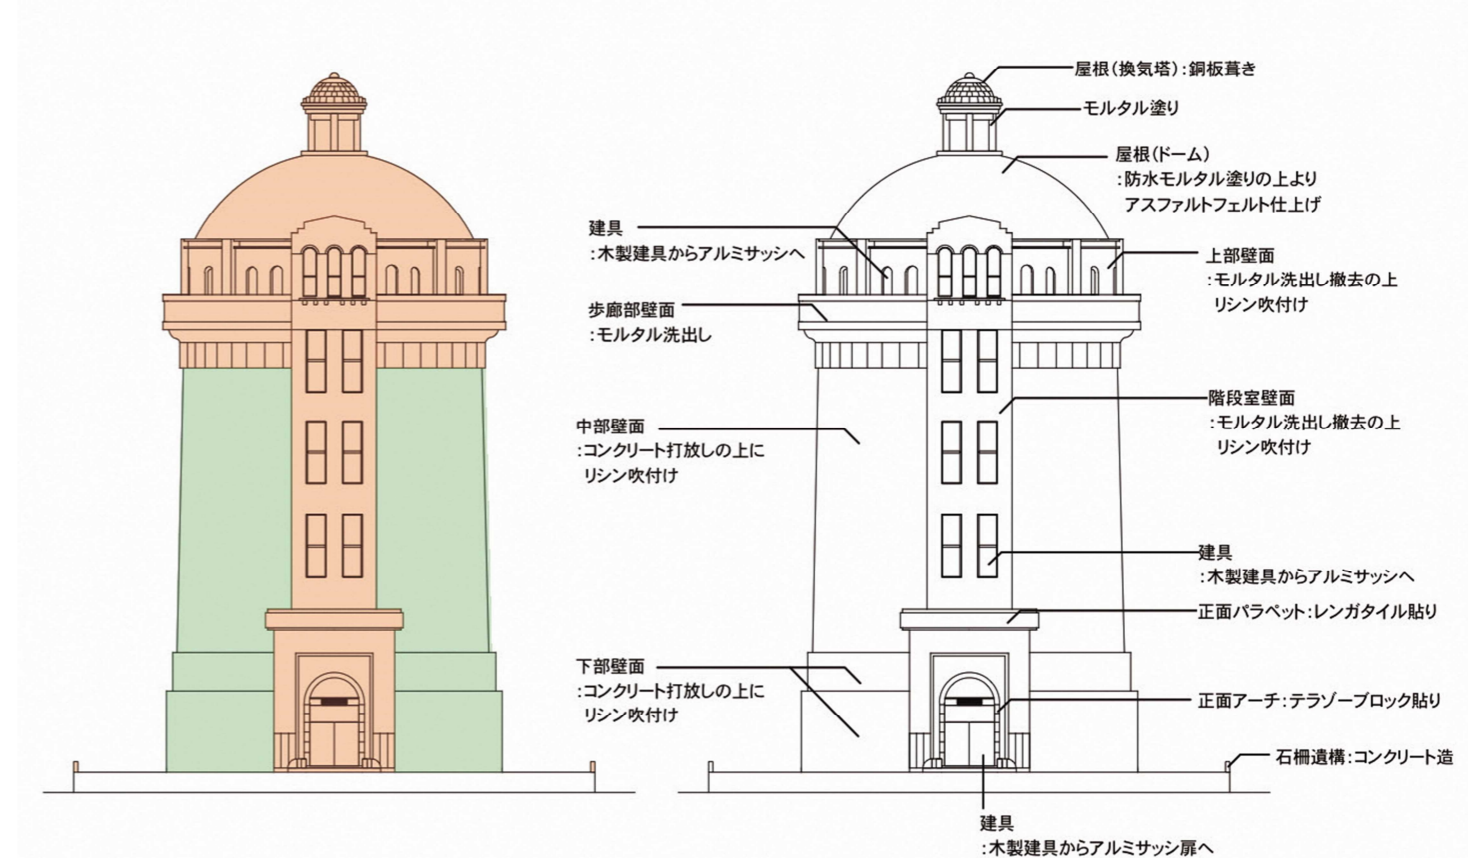 屋根(換気塔):銅板葺き
モルタル塗り
屋根(ドーム)
:防水モルタル塗りの上より
アスファルトフェルト仕上げ
建具
:木製建具からアルミサッシへ
上部壁面
:モルタル洗出し撤去の上
リシン吹付け
歩廊部壁面
:モルタル洗出し
階段室壁面
:モルタル洗出し撤去の上
リシン吹付け
中部壁面
:コンクリート打放しの上に
リシン吹付け
建具
:木製建具からアルミサッシへ
正面パラペット:レンガタイル貼り
下部壁面
:コンクリート打放しの上に
リシン吹付け
正面アーチ:テラゾーブロック貼り
石柵遺構:コンクリート造
建具
:木製建具からアルミサッシ扉へ